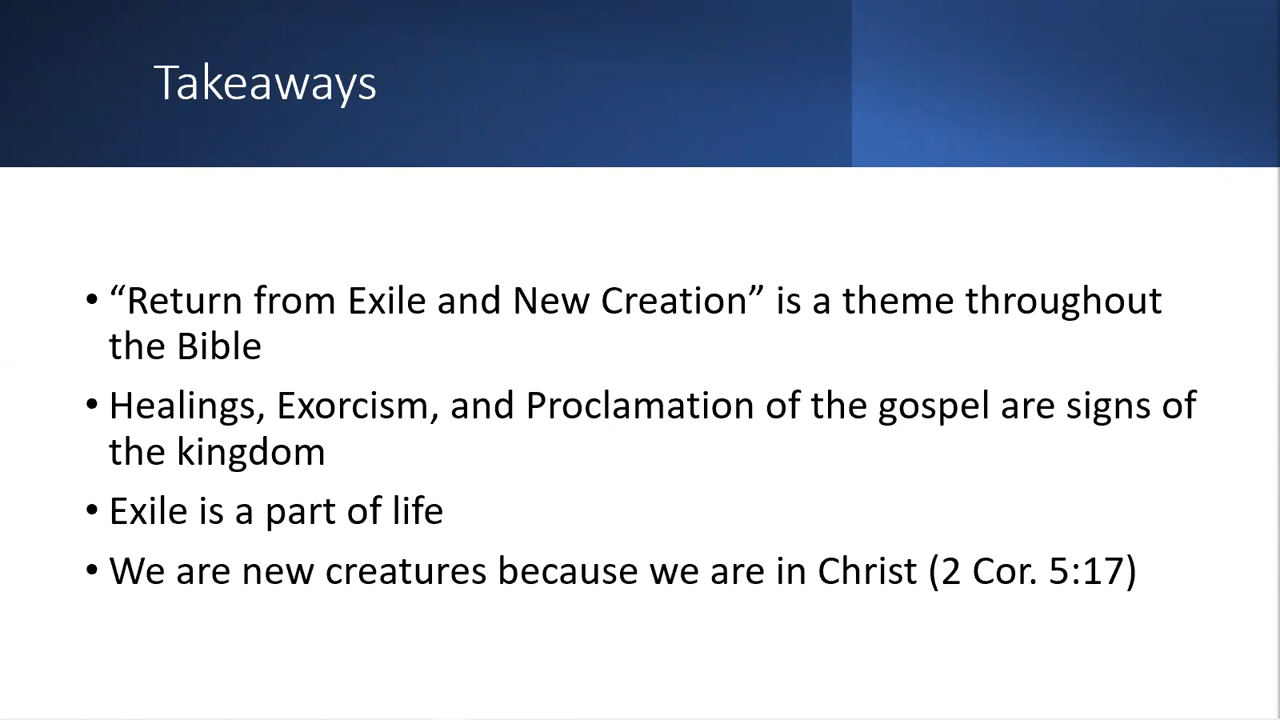 Takeaways
• “Return from Exile and New Creation” is a theme throughout
the Bible
• Healings, Exorcism, and Proclamation of the gospel are signs of
the kingdom
• Exile is a part of life
• We are new creatures because we are in Christ (2 Cor. 5:17)